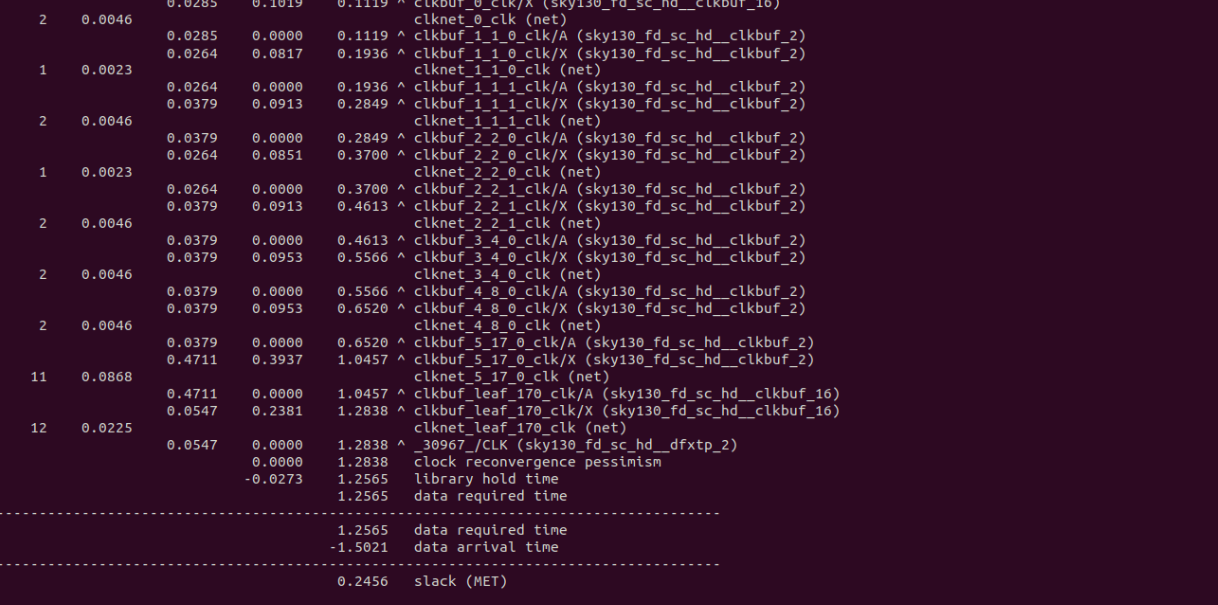 0.0285 0.1019 0.1119 ^ clkbuf_0_clk/X (sky130_fd_sc_hd__clkbuf_16)
2 0.0046 clknet_0_clk (net)
0.0285 0.0000 0.1119 ^ clkbuf_1_1_0_clk/A (sky130_fd_sc_hd__clkbuf_2)
0.0264 0.0817 0.1936 ^ clkbuf_1_1_0_clk/X (sky130_fd_sc_hd__clkbuf_2)
1 0.0023 clknet_1_1_0_clk (net)
0.0264 0.0000 0.1936 ^ clkbuf_1_1_1_clk/A (sky130_fd_sc_hd__clkbuf_2)
0.0379 0.0913 0.2849 ^ clkbuf_1_1_1_clk/X (sky130_fd_sc_hd__clkbuf_2)
2 0.0046 clknet_1_1_1_clk (net)
0.0379 0.0000 0.2849 ^ clkbuf_2_2_0_clk/A (sky130_fd_sc_hd__clkbuf_2)
0.0264 0.0851 0.3700 ^ clkbuf_2_2_0_clk/X (sky130_fd_sc_hd__clkbuf_2)
1 0.0023 clknet_2_2_0_clk (net)
0.0264 0.0000 0.3700 ^ clkbuf_2_2_1_clk/A (sky130_fd_sc_hd__clkbuf_2)
0.0379 0.0913 0.4613 ^ clkbuf_2_2_1_clk/X (sky130_fd_sc_hd__clkbuf_2)
2 0.0046 clknet_2_2_1_clk (net)
0.0379 0.0000 0.4613 ^ clkbuf_3_4_0_clk/A (sky130_fd_sc_hd__clkbuf_2)
0.0379 0.0953 0.5566 ^ clkbuf_3_4_0_clk/X (sky130_fd_sc_hd__clkbuf_2)
2 0.0046 clknet_3_4_0_clk (net)
0.0379 0.0000 0.5566 ^ clkbuf_4_8_0_clk/A (sky130_fd_sc_hd__clkbuf_2)
0.0379 0.0953 0.6520 ^ clkbuf_4_8_0_clk/X (sky130_fd_sc_hd__clkbuf_2)
2 0.0046 clknet_4_8_0_clk (net)
0.0379 0.0000 0.6520 ^ clkbuf_5_17_0_clk/A (sky130_fd_sc_hd__clkbuf_2)
0.4711 0.3937 1.0457 ^ clkbuf_5_17_0_clk/X (sky130_fd_sc_hd__clkbuf_2)
11 0.0868 clknet_5_17_0_clk (net)
0.4711 0.0000 1.0457 ^ clkbuf_leaf_170_clk/A (sky130_fd_sc_hd__clkbuf_16)
0.0547 0.2381 1.2838 ^ clkbuf_leaf_170_clk/X (sky130_fd_sc_hd__clkbuf_16)
12 0.0225 clknet_leaf_170_clk (net)
0.0547 0.0000 1.2838 ^ _30967_/CLK (sky130_fd_sc_hd__dfxtp_2)
0.0000 1.2838 clock reconvergence pessimism
-0.0273 1.2565 library hold time
1.2565 data required time
-------------------------------------------------------------------------------------
1.2565 data required time
-1.5021 data arrival time
-------------------------------------------------------------------------------------
0.2456 slack (MET)